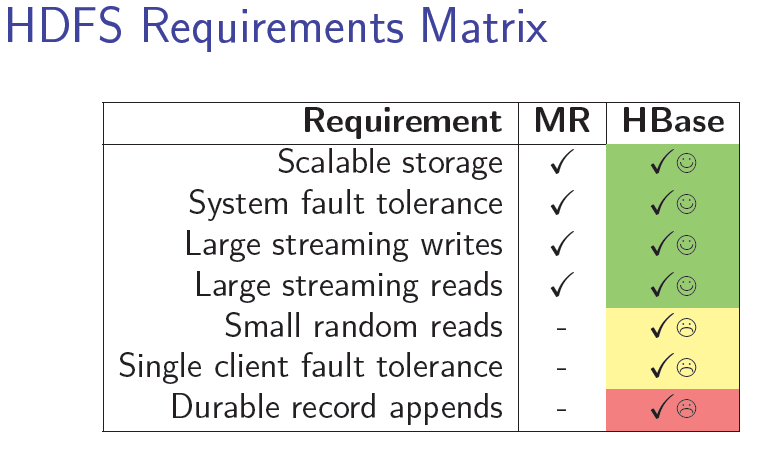 HDFS Requirements Matrix
Requirement MR HBase
Scalable storage ✓ ✓☺
System fault tolerance ✓ ✓☺
Large streaming writes ✓ ✓☺
Large streaming reads ✓ ✓☺
Small random reads - ✓☹
Single client fault tolerance - ✓☹
Durable record appends - ✓☹